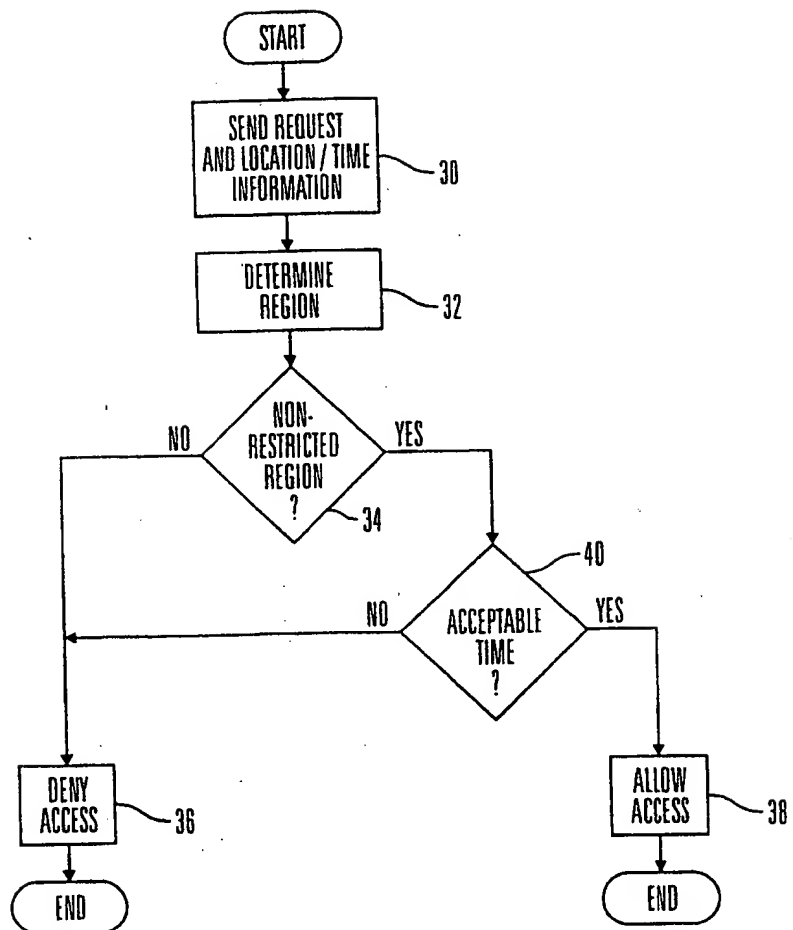 START
SEND REQUEST
AND LOCATION / TIME
INFORMATION
30
DETERMINE
REGION
32
NON-
RESTRICTED
REGION
?
NO
YES
34
40
ACCEPTABLE
TIME
?
NO
YES
DENY
ACCESS
36
ALLOW
ACCESS
38
END
END